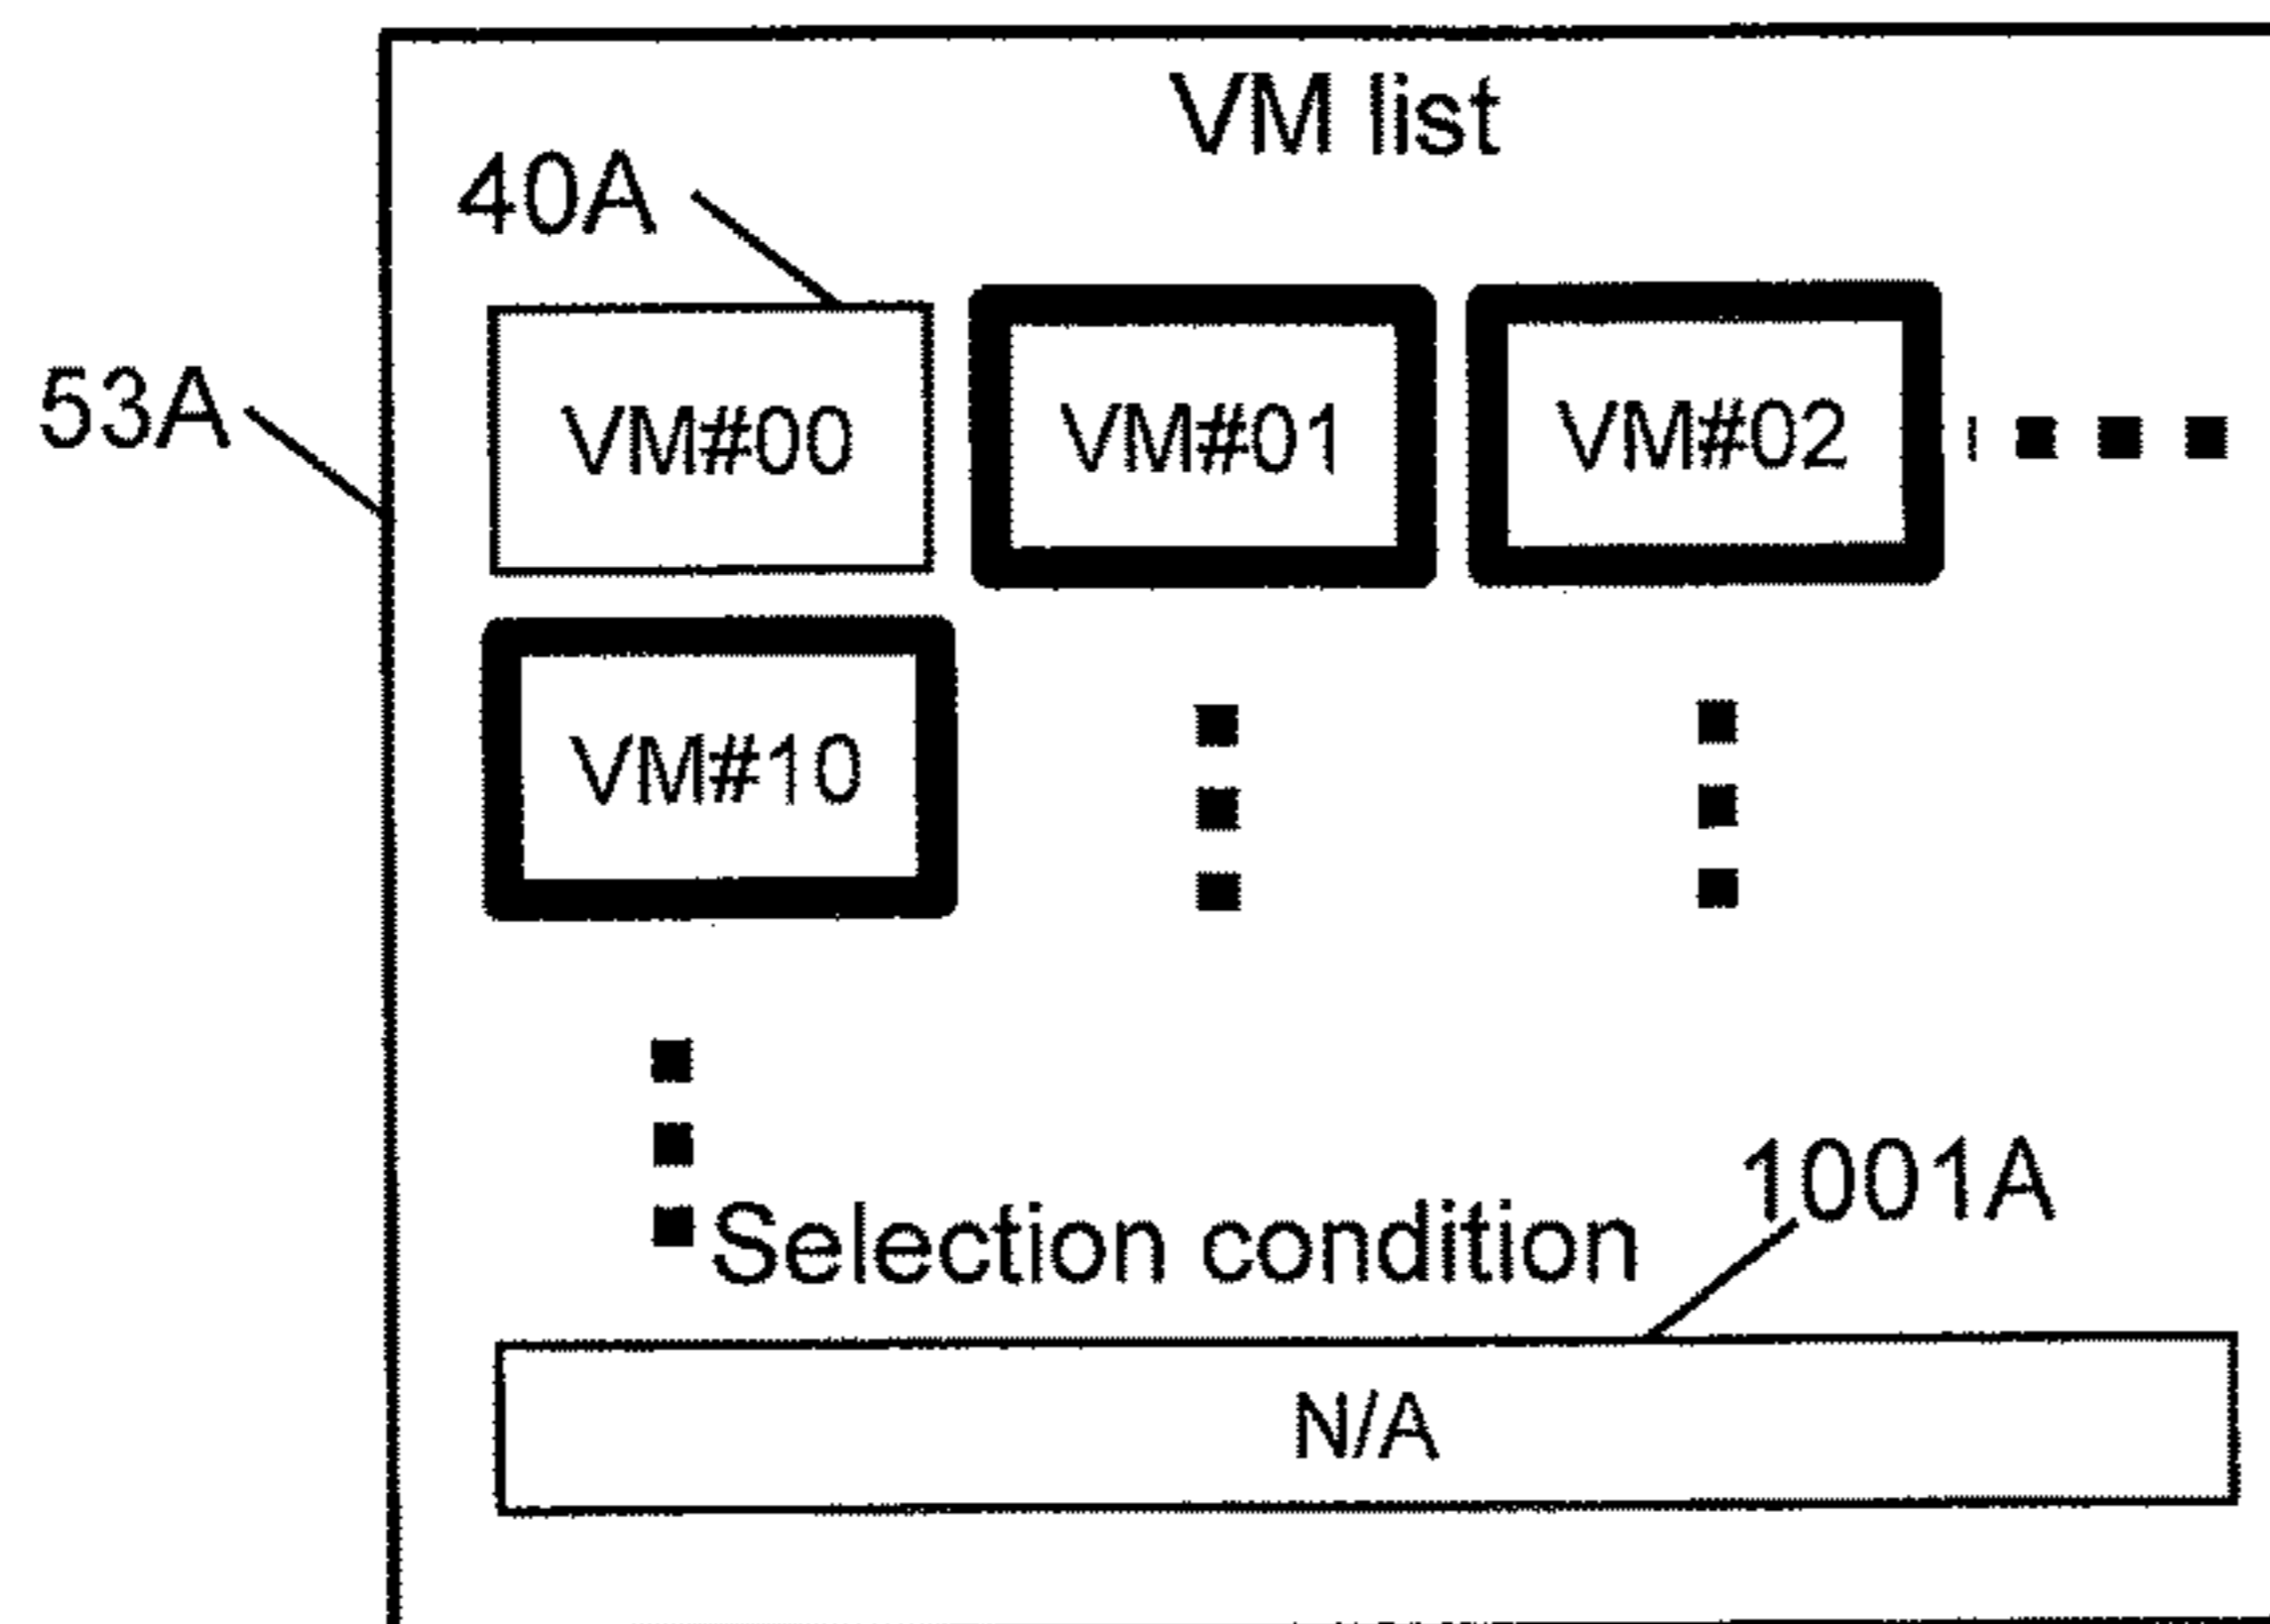 VM list
40A
53A
VM#00
VM#01
VM#02
VM#10
1001A
Selection condition
N/A